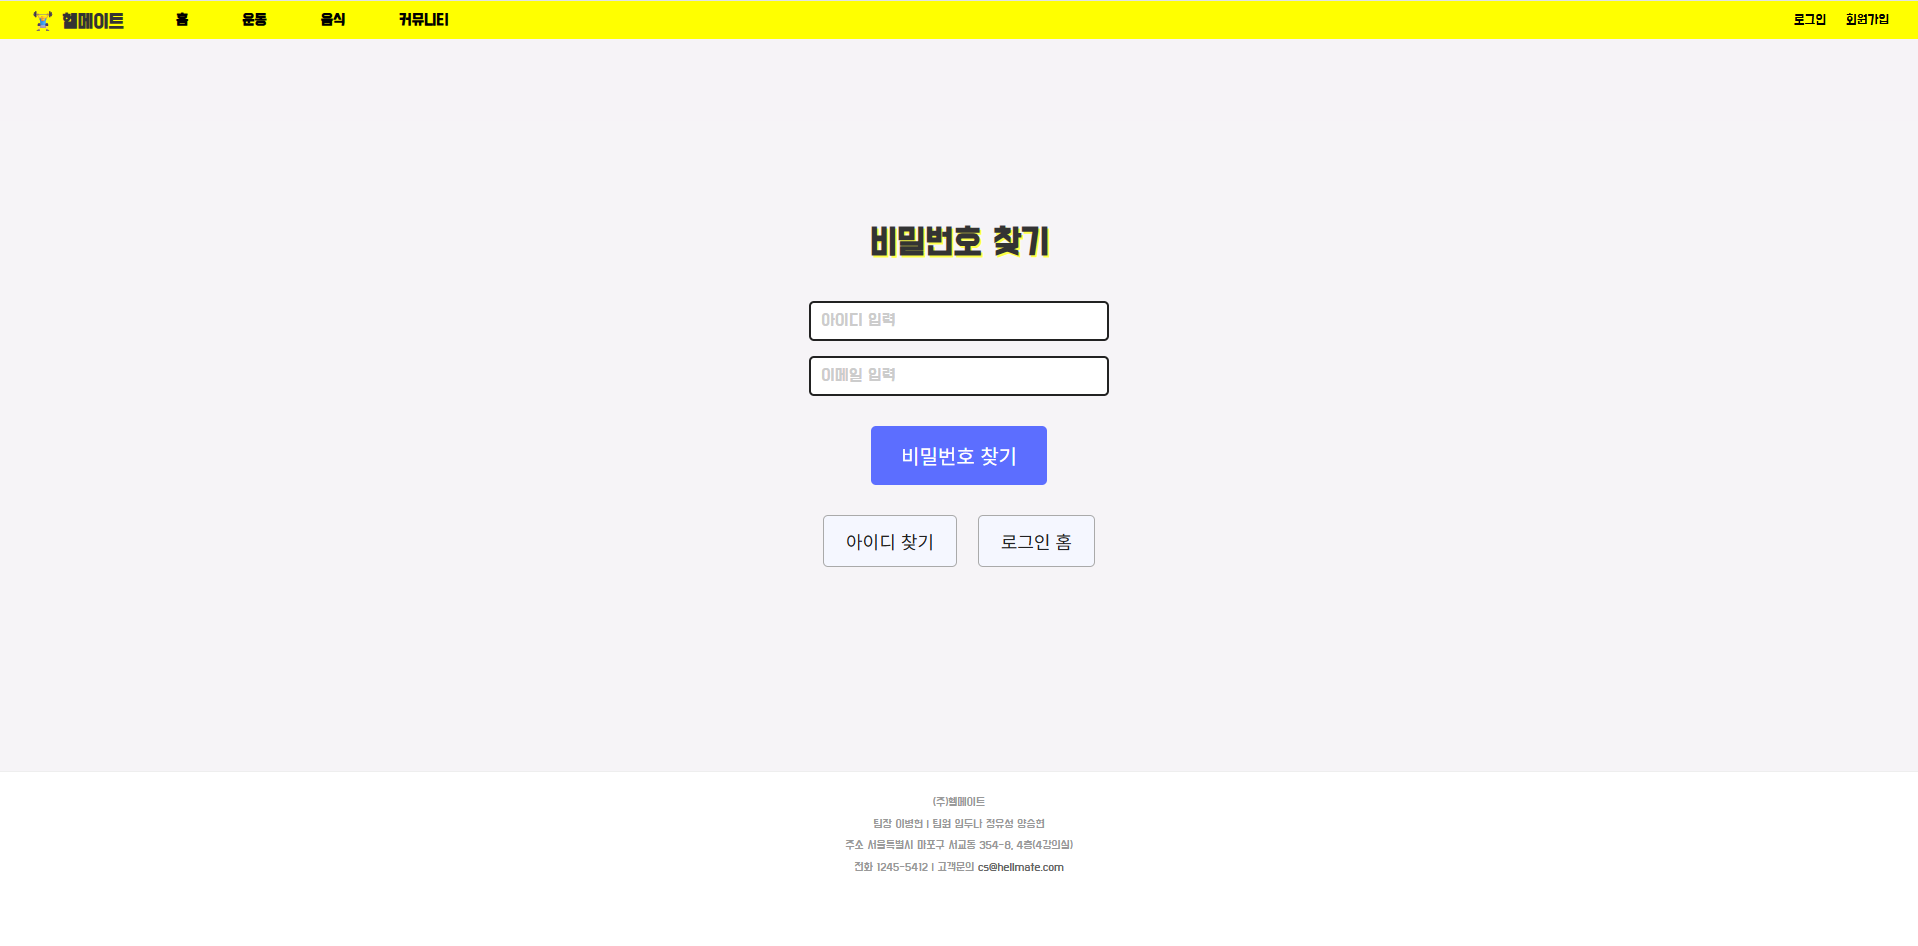 헬메이트 홈 운동 음식 커뮤니티 로그인 회원가입
비밀번호 찾기
아이디 입력
이메일 입력
비밀번호 찾기
아이디 찾기 로그인 홈
(주)헬메이트
팀장 이병헌 | 팀원 임두나 정유성 양승현
주소 서울특별시 마포구 서교동 354-8, 4층(4강의실)
전화 1245-5412 | 고객문의 cs@hellmate.com